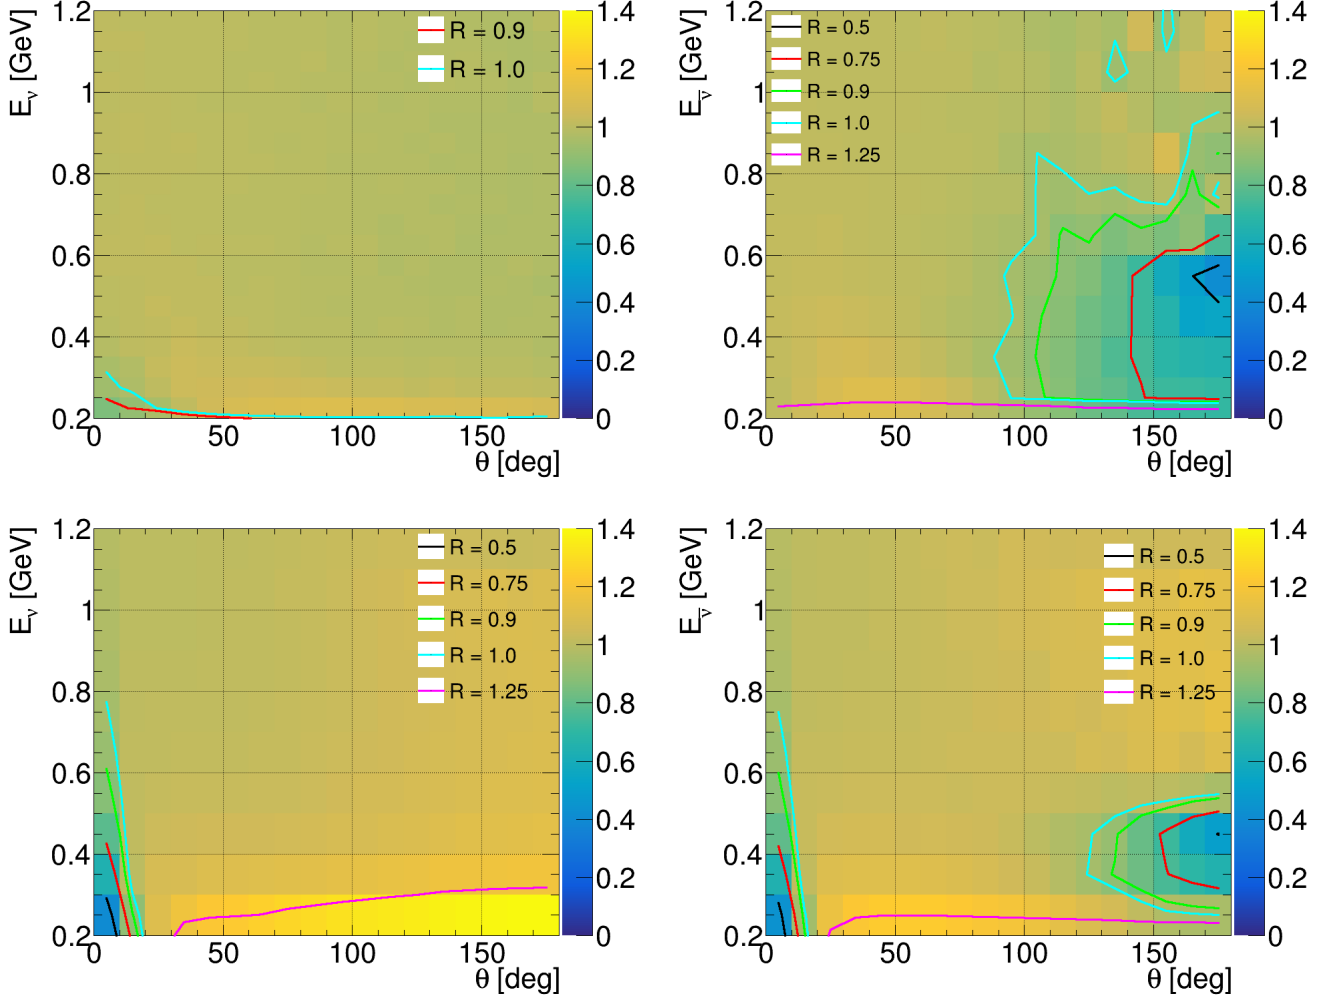 E_ν [GeV]
1.2
1
0.8
0.6
0.4
0.2
0
50
100
150
θ [deg]
R = 0.9
R = 1.0
1.4
1.2
1
0.8
0.6
0.4
0.2
0
E_ν̅ [GeV]
1.2
1
0.8
0.6
0.4
0.2
0
50
100
150
θ [deg]
R = 0.5
R = 0.75
R = 0.9
R = 1.0
R = 1.25
1.4
1.2
1
0.8
0.6
0.4
0.2
0
E_ν [GeV]
1.2
1
0.8
0.6
0.4
0.2
0
50
100
150
θ [deg]
R = 0.5
R = 0.75
R = 0.9
R = 1.0
R = 1.25
1.4
1.2
1
0.8
0.6
0.4
0.2
0
E_ν̅ [GeV]
1.2
1
0.8
0.6
0.4
0.2
0
50
100
150
θ [deg]
R = 0.5
R = 0.75
R = 0.9
R = 1.0
R = 1.25
1.4
1.2
1
0.8
0.6
0.4
0.2
0